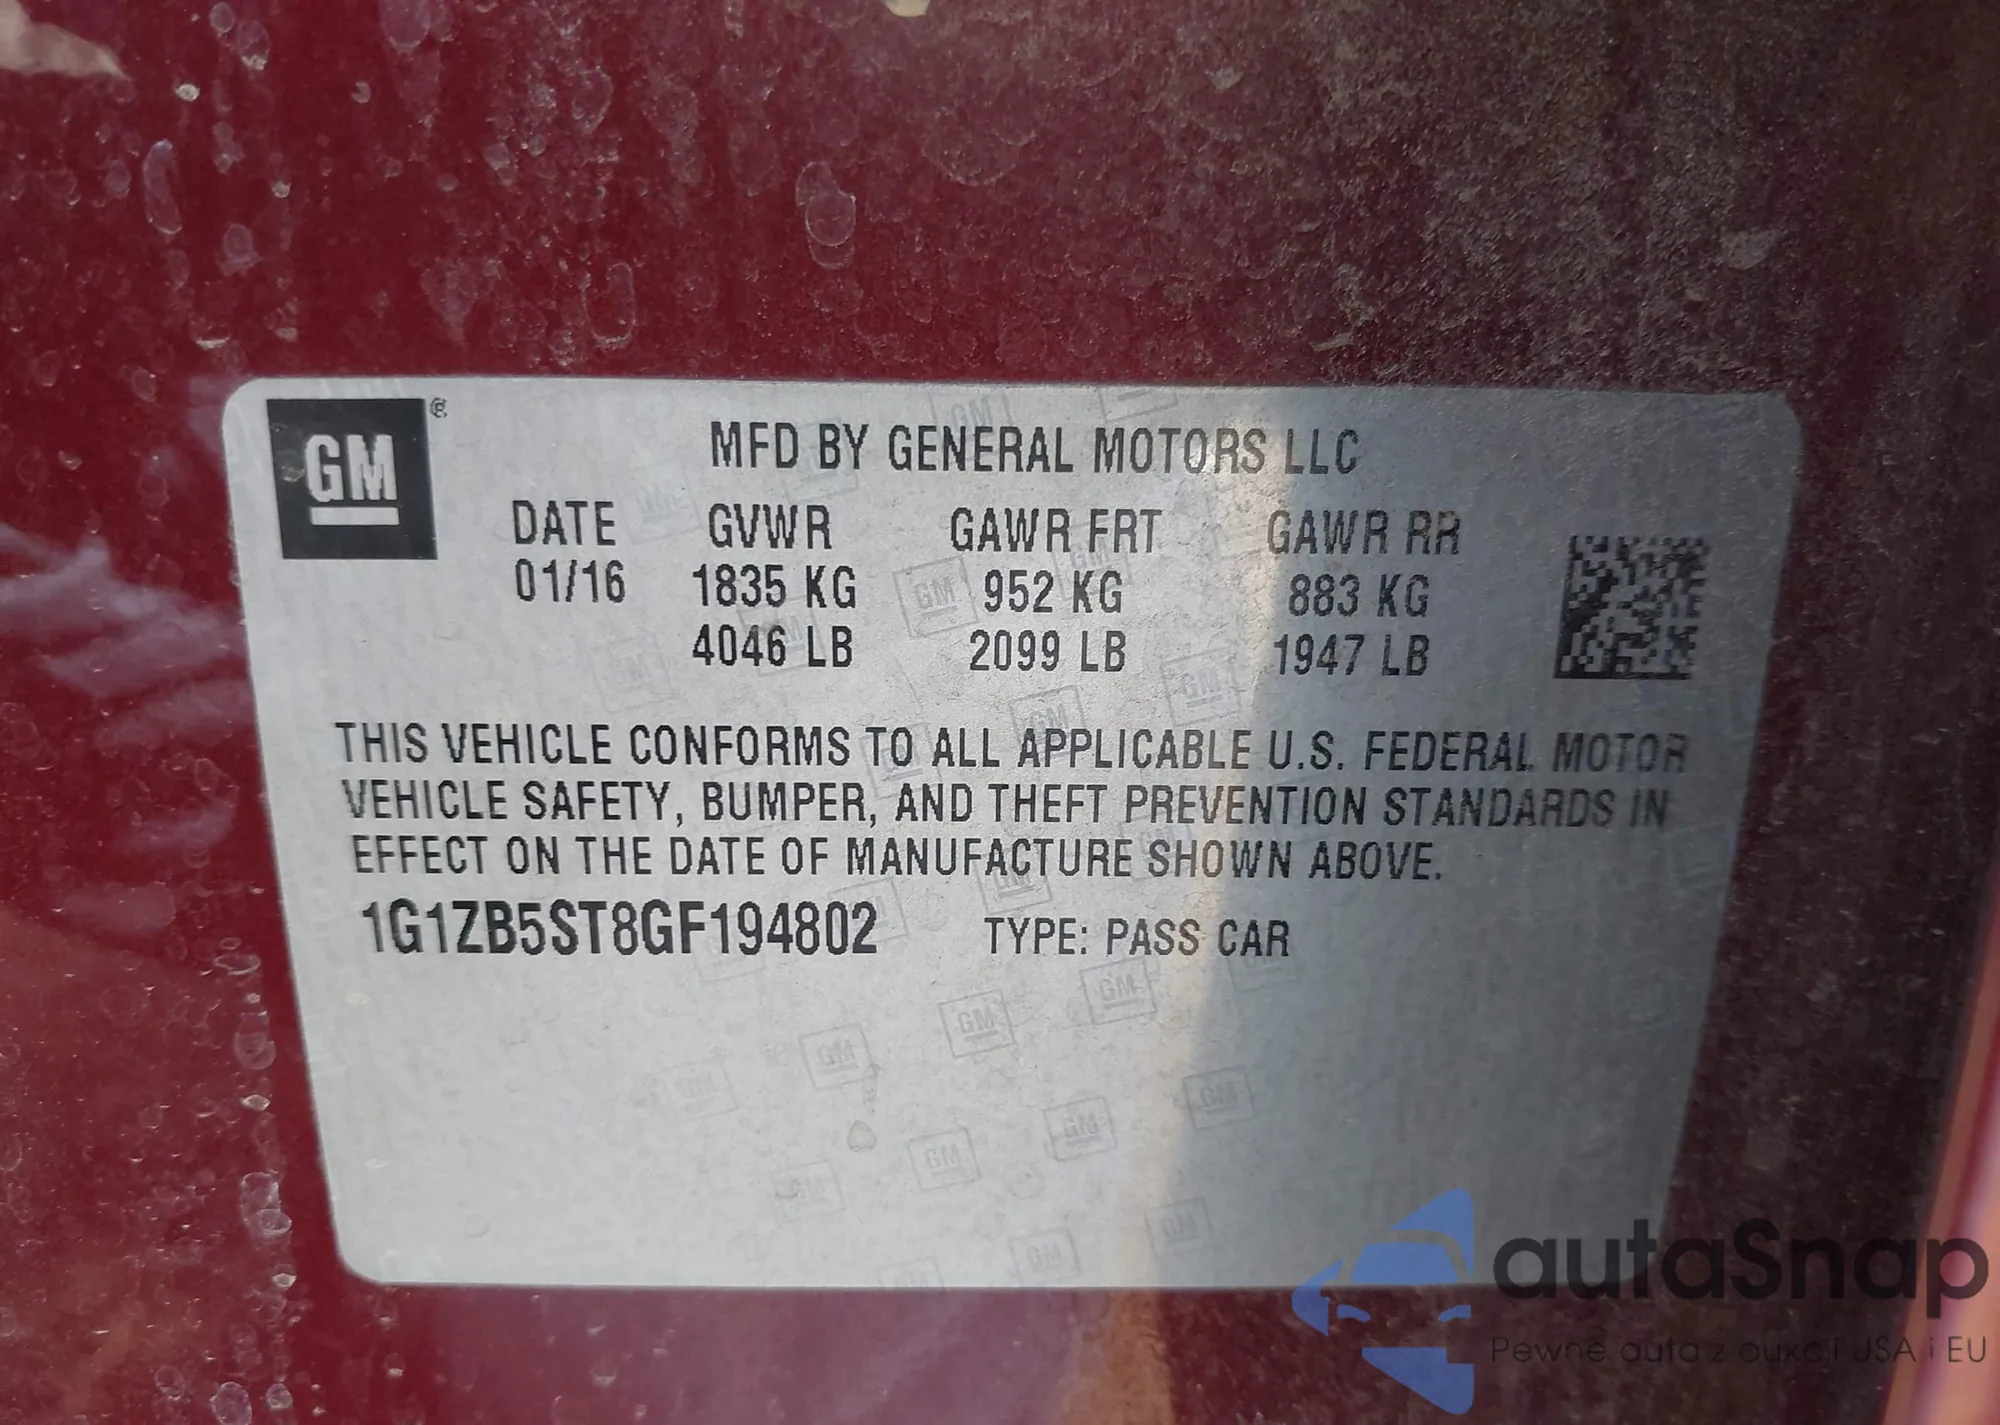 GM®
MFD BY GENERAL MOTORS LLC
DATE GVWR GAWR FRT GAWR RR
01/16 1835 KG 952 KG 883 KG
4046 LB 2099 LB 1947 LB
THIS VEHICLE CONFORMS TO ALL APPLICABLE U.S. FEDERAL MOTOR
VEHICLE SAFETY, BUMPER, AND THEFT PREVENTION STANDARDS IN
EFFECT ON THE DATE OF MANUFACTURE SHOWN ABOVE.
1G1ZB5ST8GF194802 TYPE: PASS CAR
autaSnap
Pewne auta z aukcji USA i EU